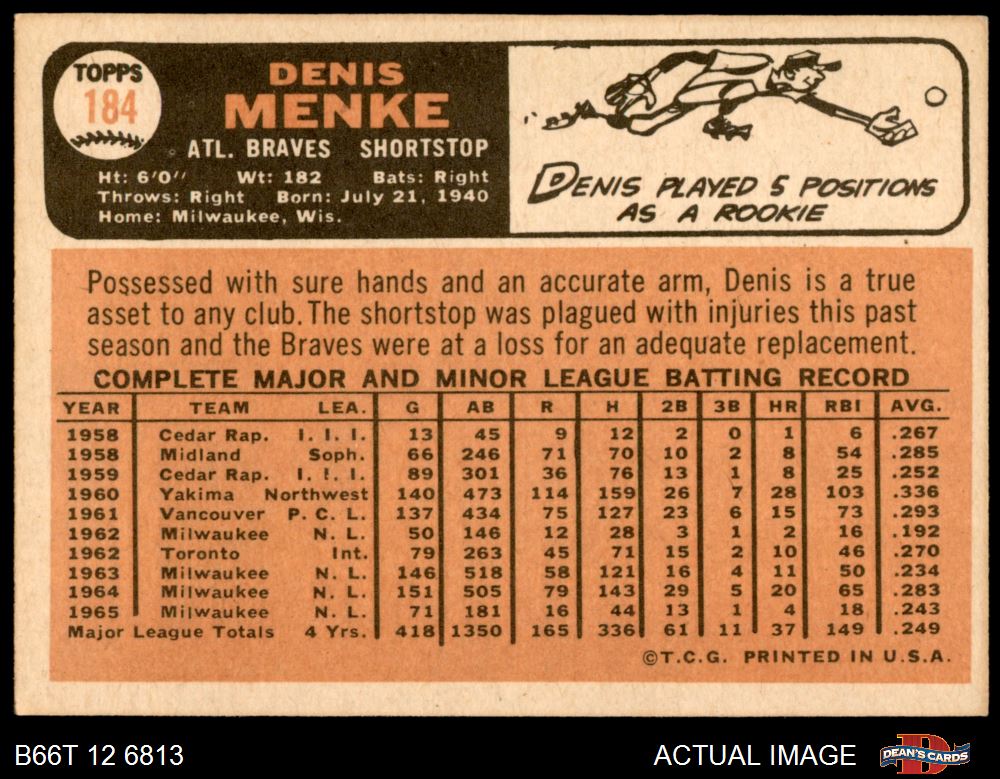 TOPPS
184
DENIS
MENKE
ATL. BRAVES SHORTSTOP
Ht: 6'0" Wt: 182 Bats: Right
Throws: Right Born: July 21, 1940
Home: Milwaukee, Wis.
DENIS PLAYED 5 POSITIONS
AS A ROOKIE
Possessed with sure hands and an accurate arm, Denis is a true
asset to any club. The shortstop was plagued with injuries this past
season and the Braves were at a loss for an adequate replacement.
COMPLETE MAJOR AND MINOR LEAGUE BATTING RECORD
YEAR TEAM LEA. G AB R H 2B 3B HR RBI AVG.
1958 Cedar Rap. I. I. I. 13 45 9 12 2 0 1 6 .267
1958 Midland Soph. 66 246 71 70 10 2 8 54 .285
1959 Cedar Rap. I. I. I. 89 301 36 76 13 1 8 25 .252
1960 Yakima Northwest 140 473 114 159 26 7 28 103 .336
1961 Vancouver P. C. L. 137 434 75 127 23 6 15 73 .293
1962 Milwaukee N. L. 50 146 12 28 3 1 2 16 .192
1962 Toronto Int. 79 263 45 71 15 2 10 46 .270
1963 Milwaukee N. L. 146 518 58 121 16 4 11 50 .234
1964 Milwaukee N. L. 151 505 79 143 29 5 20 65 .283
1965 Milwaukee N. L. 71 181 16 44 13 1 4 18 .243
Major League Totals 4 Yrs. 418 1350 165 336 61 11 37 149 .249
©T.C.G. PRINTED IN U.S.A.
B66T 12 6813
ACTUAL IMAGE
DEAN'S CARDS